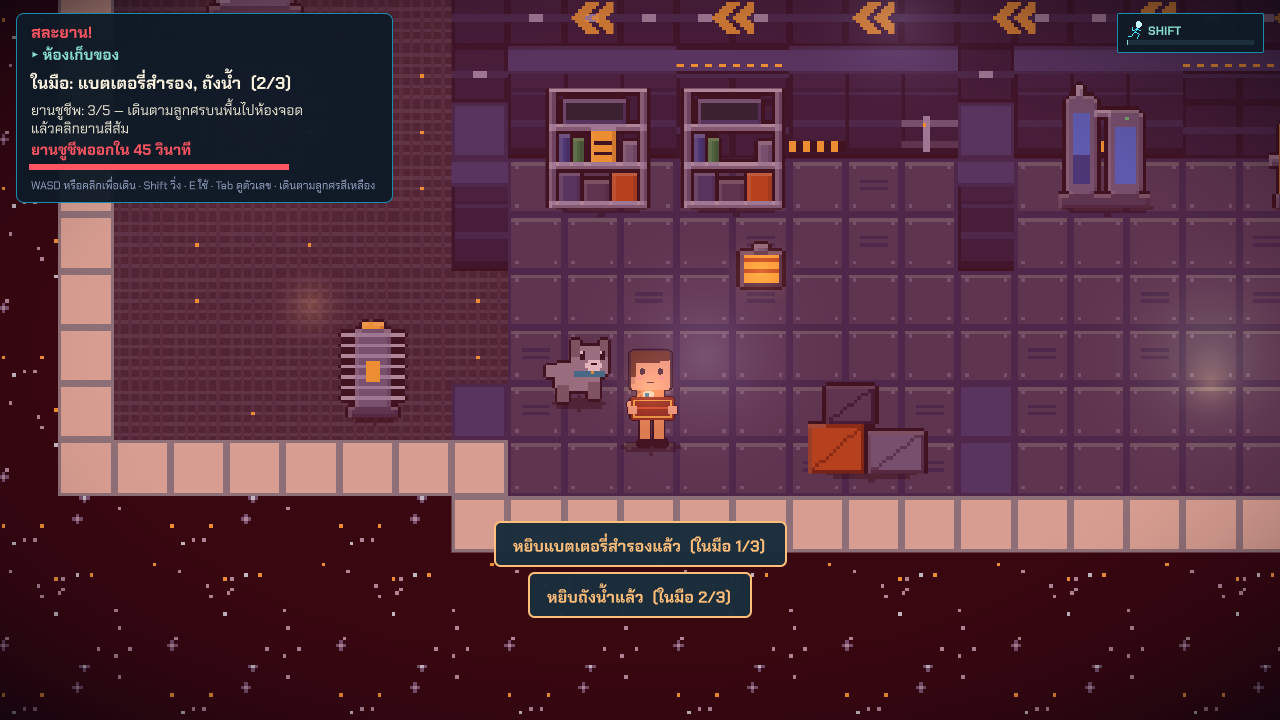 สละยาน!
▸ ห้องเก็บของ
ในมือ: แบตเตอรี่สำรอง, ถังน้ำ (2/3)
ยานชูชีพ: 3/5 — เดินตามลูกศรบนพื้นไปห้องจอด
แล้วคลิกยานสีส้ม
ยานชูชีพออกใน 45 วินาที
WASD หรือคลิกเพื่อเดิน · Shift วิ่ง · E ใช้ · Tab ดูตัวเลข · เดินตามลูกศรสีเหลือง
SHIFT
หยิบแบตเตอรี่สำรองแล้ว (ในมือ 1/3)
หยิบถังน้ำแล้ว (ในมือ 2/3)